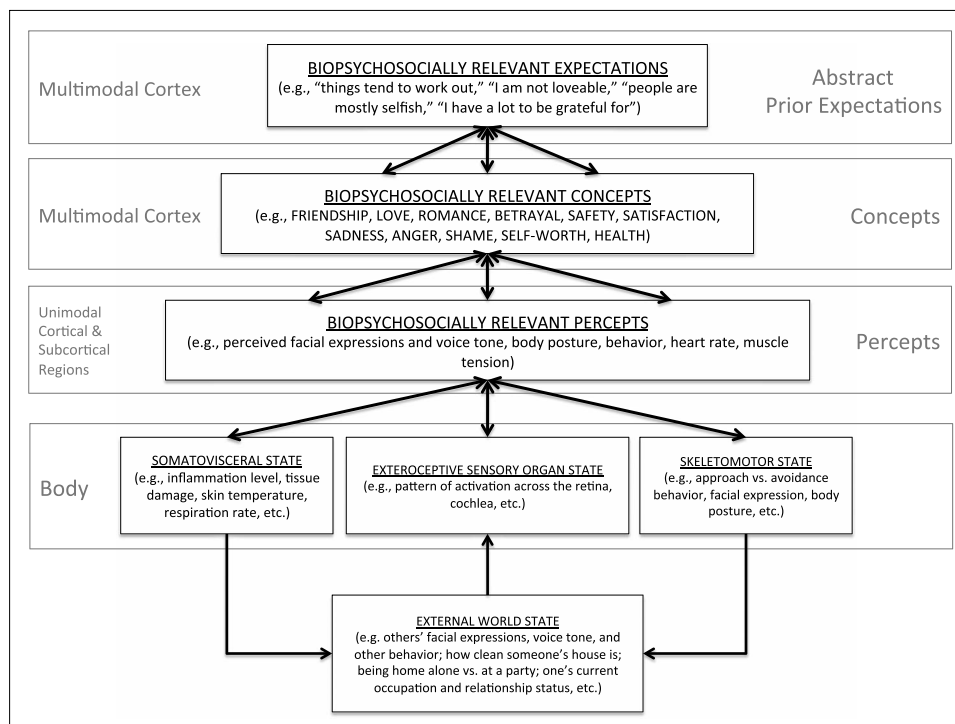 BIOPSYCHOSOCIALLY RELEVANT EXPECTATIONS
(e.g., “things tend to work out,” “I am not loveable,” “people are
mostly selfish,” “I have a lot to be grateful for”)
Multimodal Cortex
Abstract
Prior Expectations
BIOPSYCHOSOCIALLY RELEVANT CONCEPTS
(e.g., FRIENDSHIP, LOVE, ROMANCE, BETRAYAL, SAFETY, SATISFACTION,
SADNESS, ANGER, SHAME, SELF-WORTH, HEALTH)
Multimodal Cortex
Concepts
Unimodal
Cortical &
Subcortical
Regions
BIOPSYCHOSOCIALLY RELEVANT PERCEPTS
(e.g., perceived facial expressions and voice tone, body posture, behavior, heart rate, muscle
tension)
Percepts
Body
SOMATOVISCERAL STATE
(e.g., inflammation level, tissue
damage, skin temperature,
respiration rate, etc.)
EXTEROCEPTIVE SENSORY ORGAN STATE
(e.g., pattern of activation across the retina,
cochlea, etc.)
SKELETOMOTOR STATE
(e.g., approach vs. avoidance
behavior, facial expression, body
posture, etc.)
EXTERNAL WORLD STATE
(e.g. others’ facial expressions, voice tone, and
other behavior; how clean someone’s house is;
being home alone vs. at a party; one’s current
occupation and relationship status, etc.)